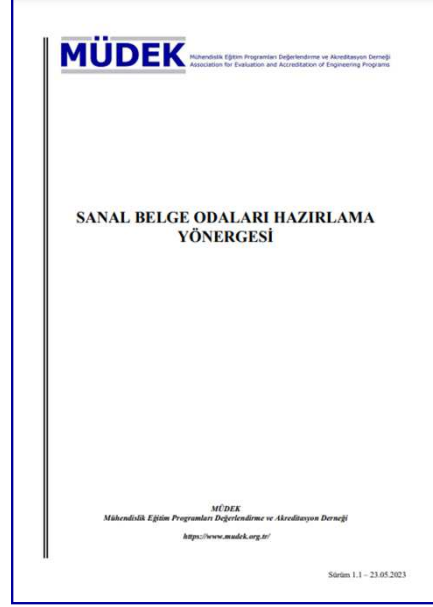 MÜDEK
Mühendislik Eğitim Programları Değerlendirme ve Akreditasyon Derneği
Association for Evaluation and Accreditation of Engineering Programs
SANAL BELGE ODALARI HAZIRLAMA
YÖNERGESİ
MÜDEK
Mühendislik Eğitim Programları Değerlendirme ve Akreditasyon Derneği
https://www.mudek.org.tr/
Sürüm 1.1 – 23.05.2023